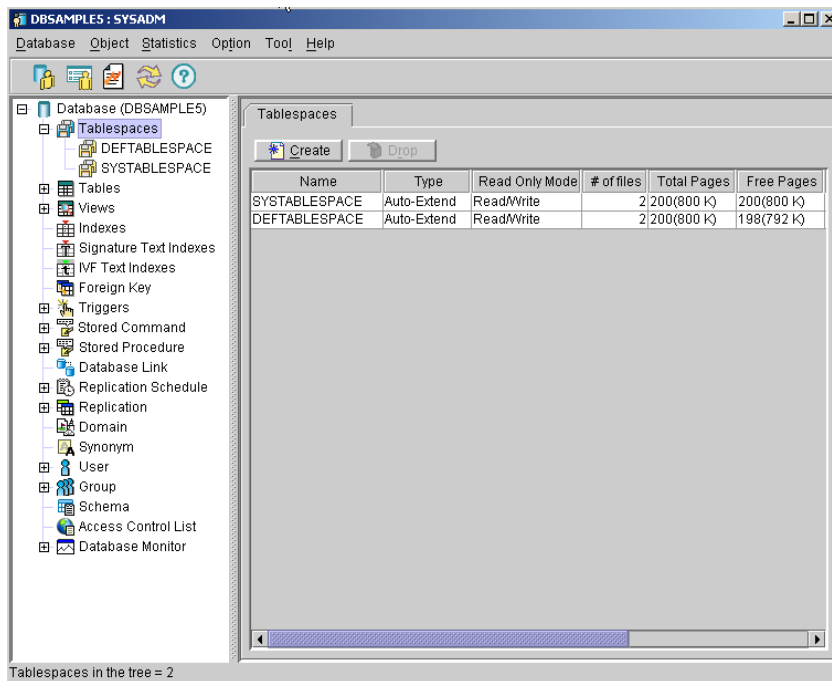 DBSAMPLE5 : SYSADM
Database Object Statistics Option Tool Help
Database (DBSAMPLE5)
Tablespaces
DEFTABLESPACE
SYSTABLESPACE
Tables
Views
Indexes
Signature Text Indexes
IVF Text Indexes
Foreign Key
Triggers
Stored Command
Stored Procedure
Database Link
Replication Schedule
Replication
Domain
Synonym
User
Group
Schema
Access Control List
Database Monitor
Tablespaces
Create Drop
Name Type Read Only Mode # of files Total Pages Free Pages
SYSTABLESPACE Auto-Extend Read/Write 2 200(800 K) 200(800 K)
DEFTABLESPACE Auto-Extend Read/Write 2 200(800 K) 198(792 K)
Tablespaces in the tree = 2